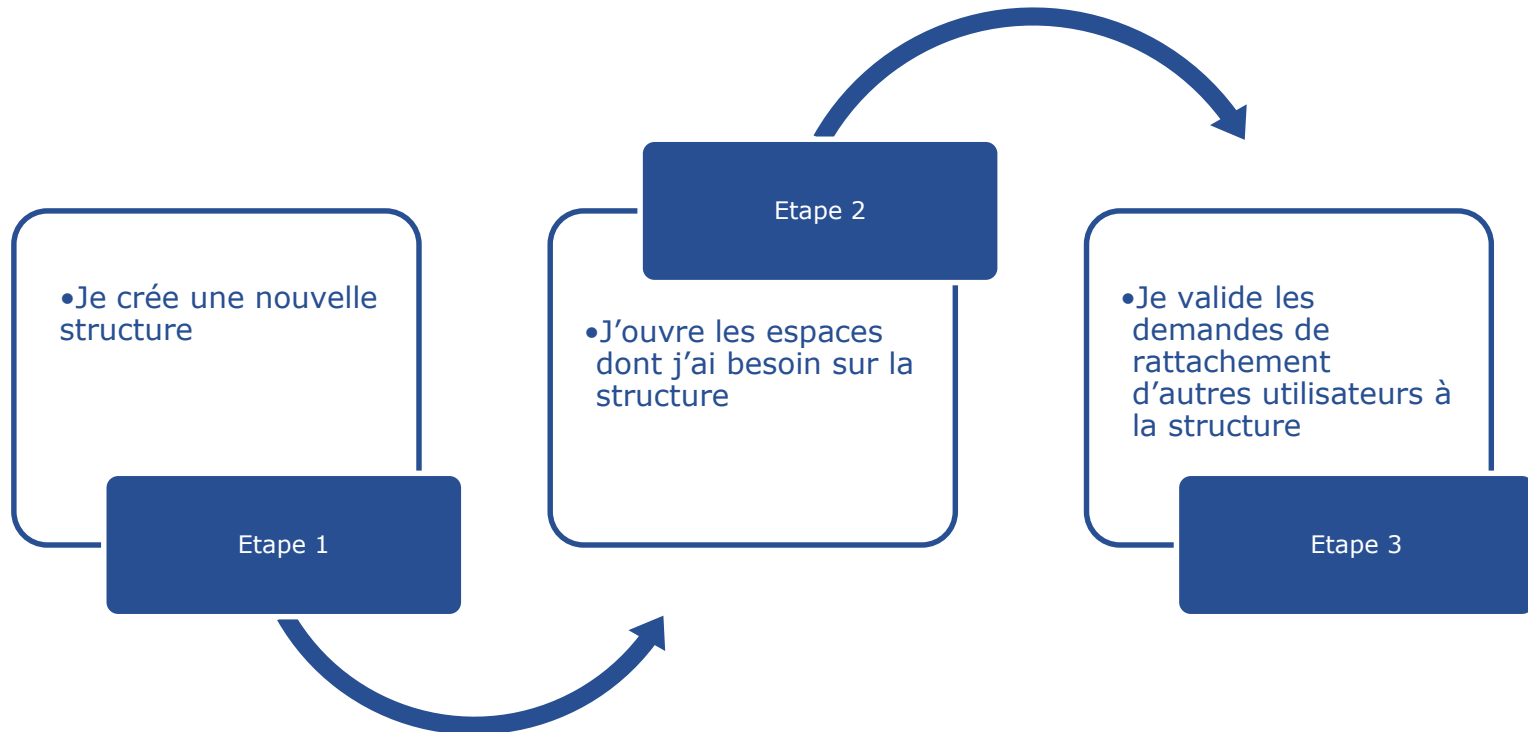 •Je crée une nouvelle
structure
Etape 1
Etape 2
•J’ouvre les espaces
dont j’ai besoin sur la
structure
•Je valide les
demandes de
rattachement
d’autres utilisateurs à
la structure
Etape 3